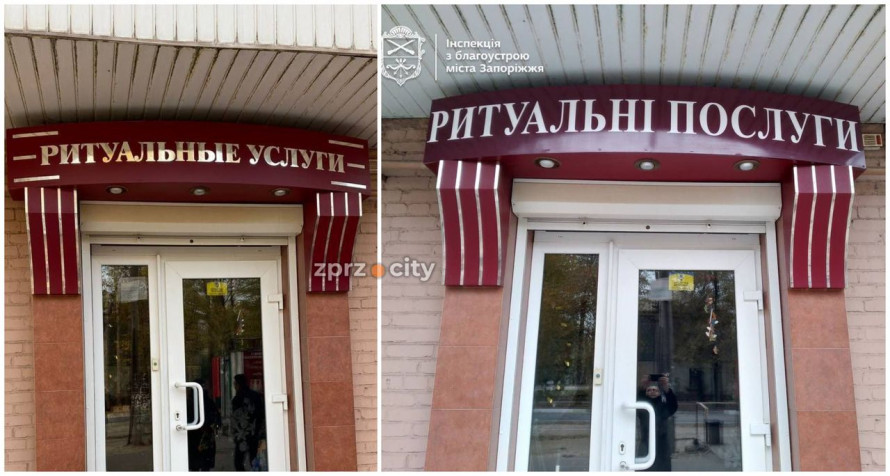 РИТУАЛЬНЫЕ УСЛУГИ
Інспекція
з благоустрою
міста Запоріжжя
РИТУАЛЬНІ ПОСЛУГИ
zprz.city